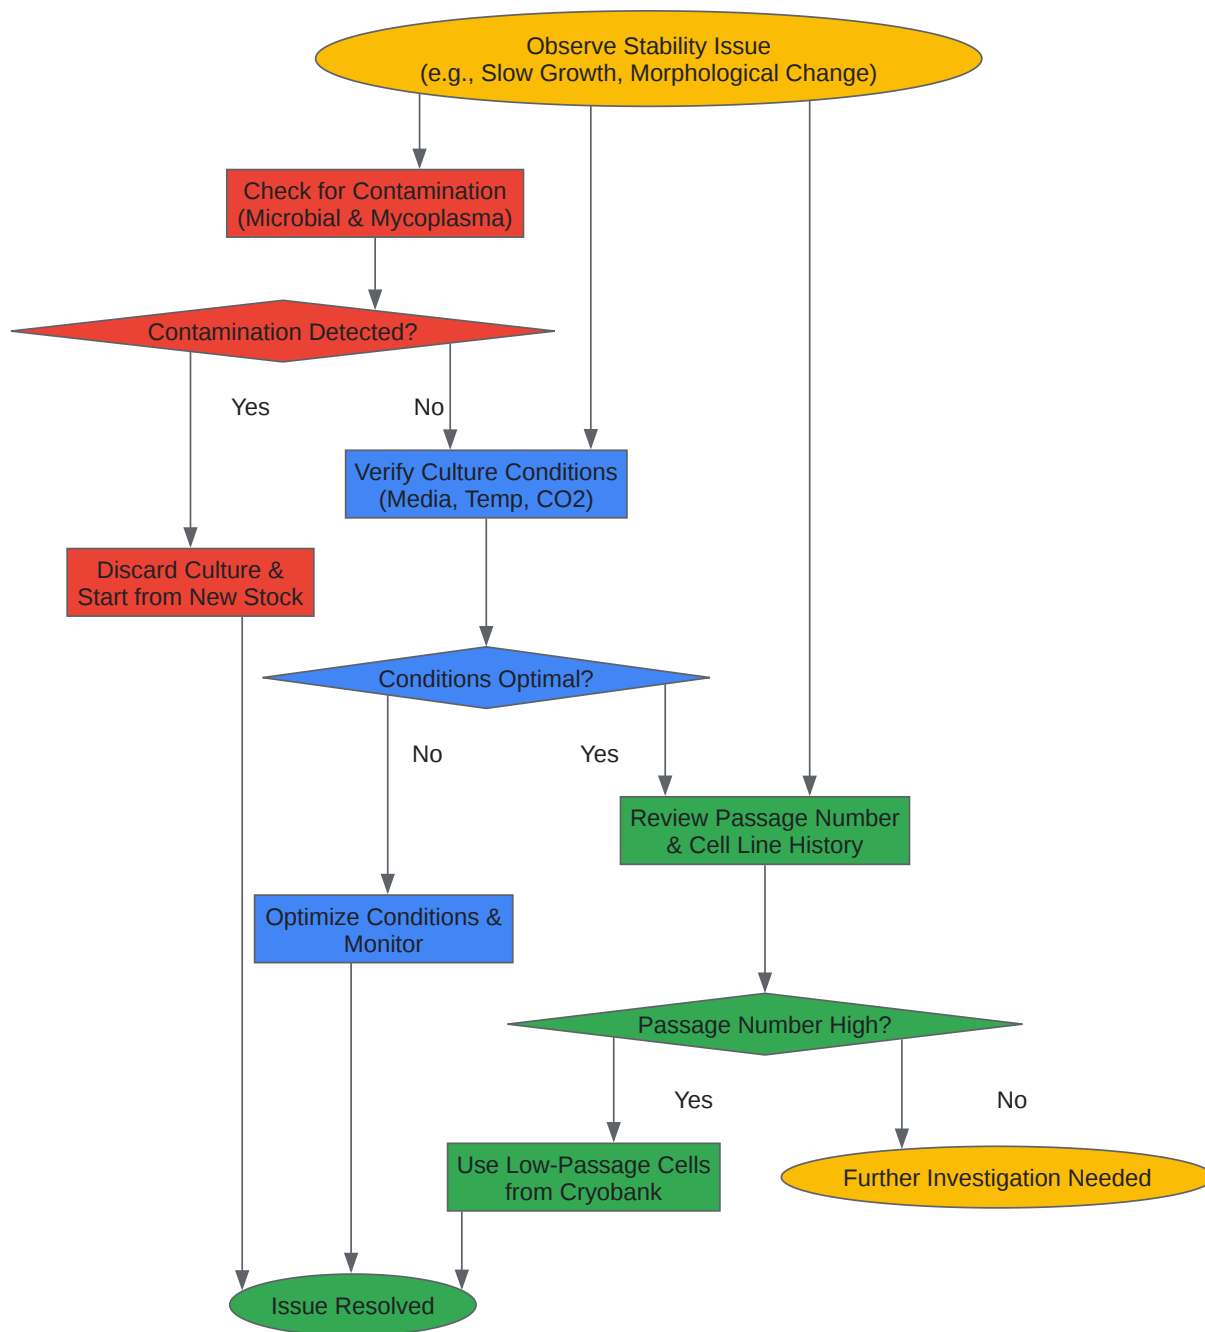 Observe Stability Issue
(e.g., Slow Growth, Morphological Change)
Check for Contamination
(Microbial & Mycoplasma)
Contamination Detected?
Yes
No
Verify Culture Conditions
(Media, Temp, CO2)
Discard Culture &
Start from New Stock
Conditions Optimal?
No
Yes
Review Passage Number
& Cell Line History
Optimize Conditions &
Monitor
Passage Number High?
Yes
No
Use Low-Passage Cells
from Cryobank
Further Investigation Needed
Issue Resolved